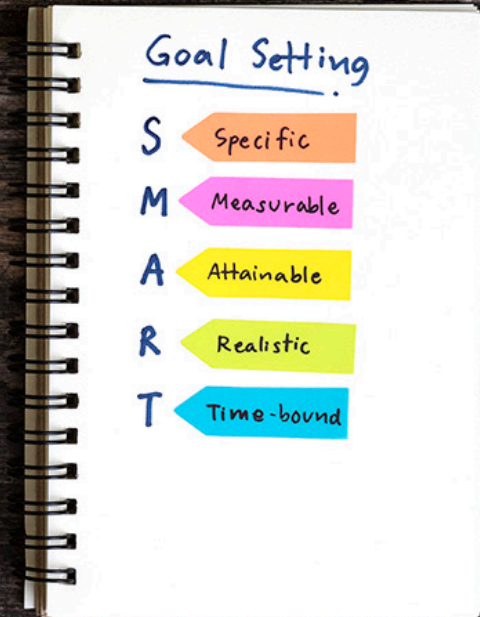 Goal Setting
S Specific
M Measurable
A Attainable
R Realistic
T Time-bound